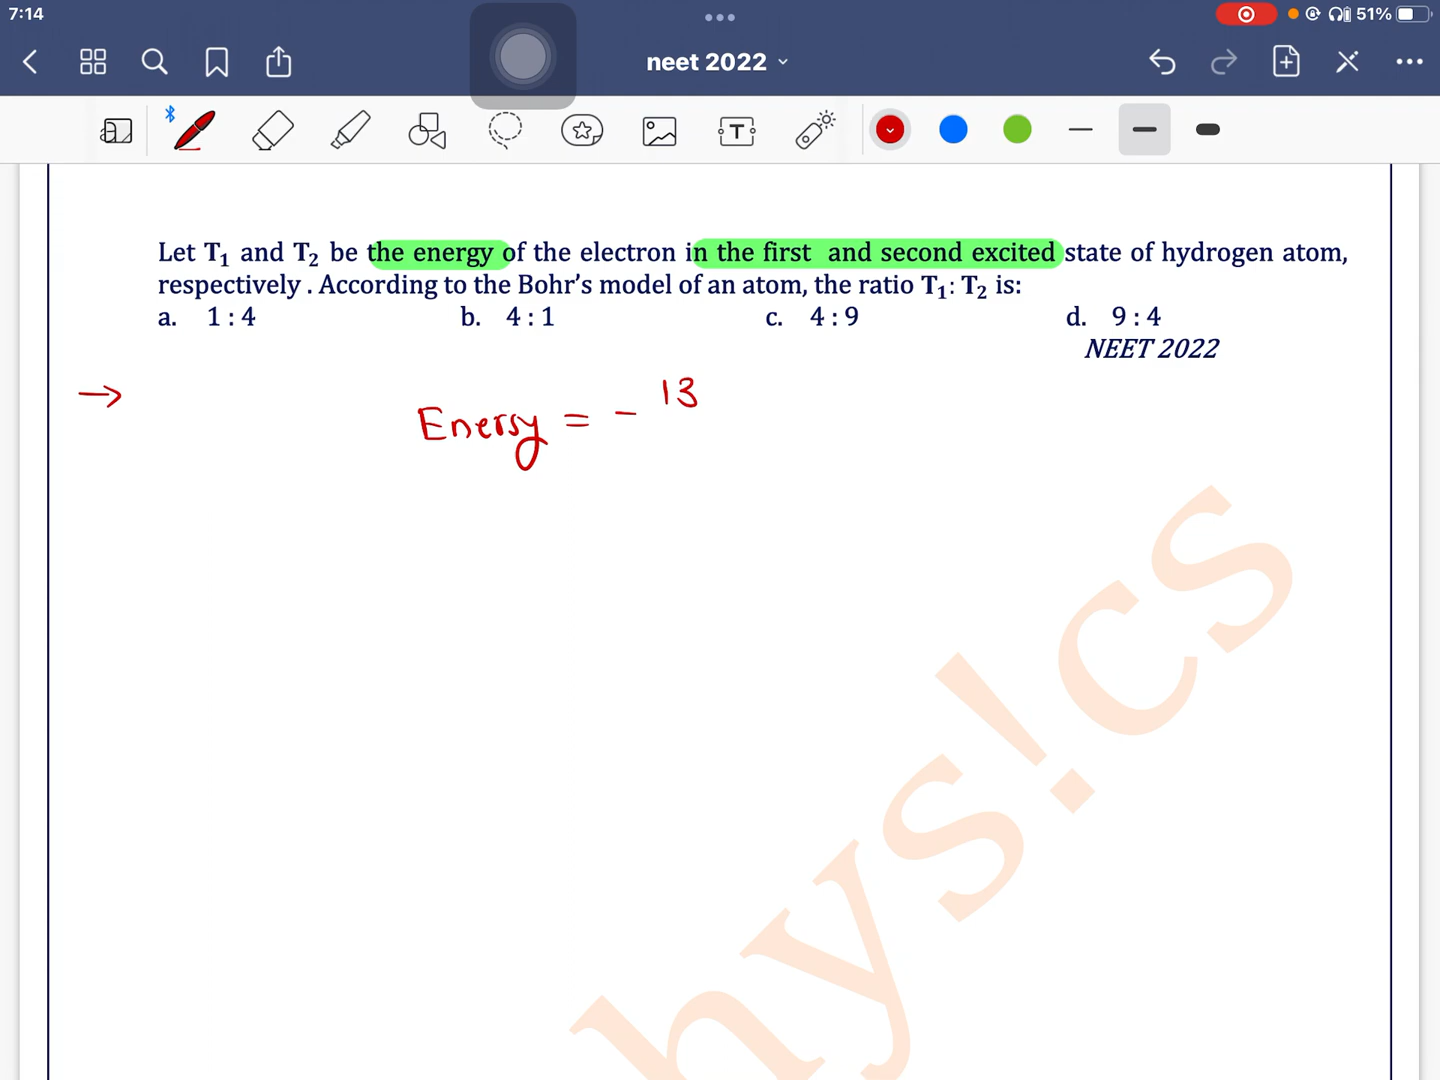 7:14
51%
neet 2022
Let T₁ and T₂ be the energy of the electron in the first and second excited state of hydrogen atom,
respectively . According to the Bohr’s model of an atom, the ratio T₁: T₂ is:
a. 1 : 4 b. 4 : 1 c. 4 : 9 d. 9 : 4
NEET 2022
→ Energy = - 13
hys!cs